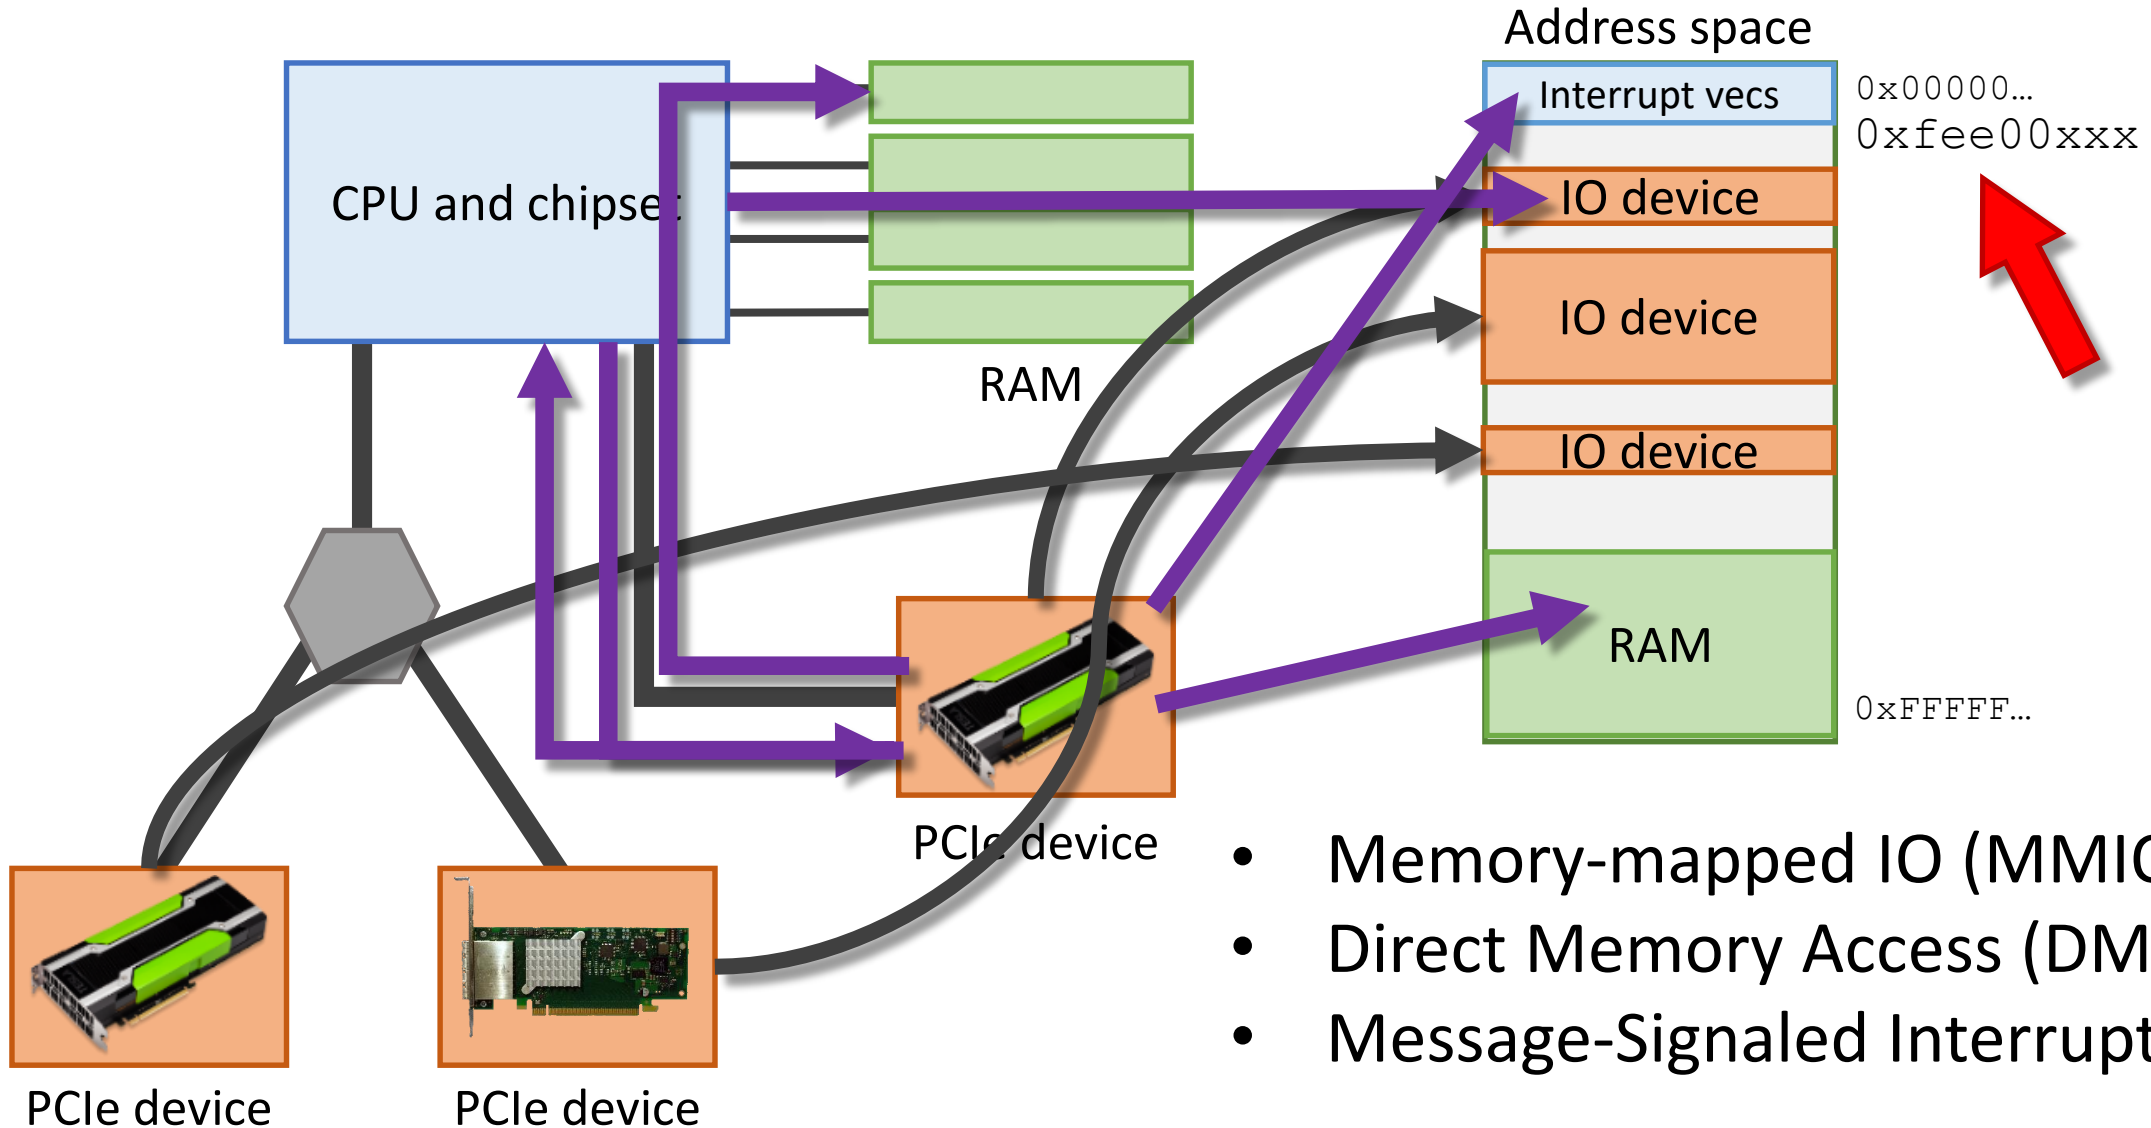 Address space
Interrupt vecs
0x00000…
0xfee00xxx
CPU and chipset
IO device
IO device
RAM
IO device
RAM
0xFFFFF…
PCIe device
• Memory-mapped IO (MMIO
• Direct Memory Access (DM
• Message-Signaled Interrupt
PCIe device
PCIe device